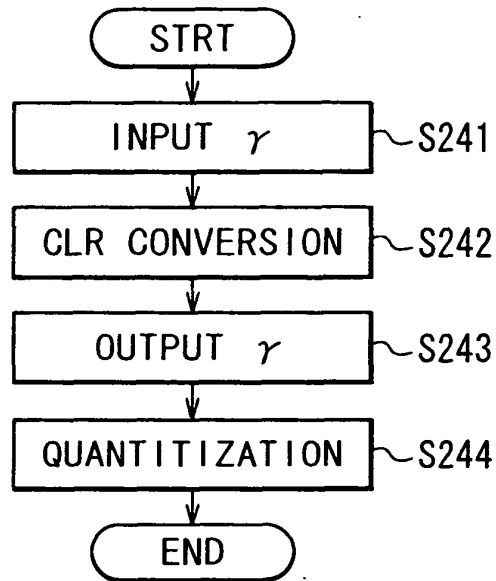 STRT
INPUT γ
S241
CLR CONVERSION
S242
OUTPUT γ
S243
QUANTITIZATION
S244
END